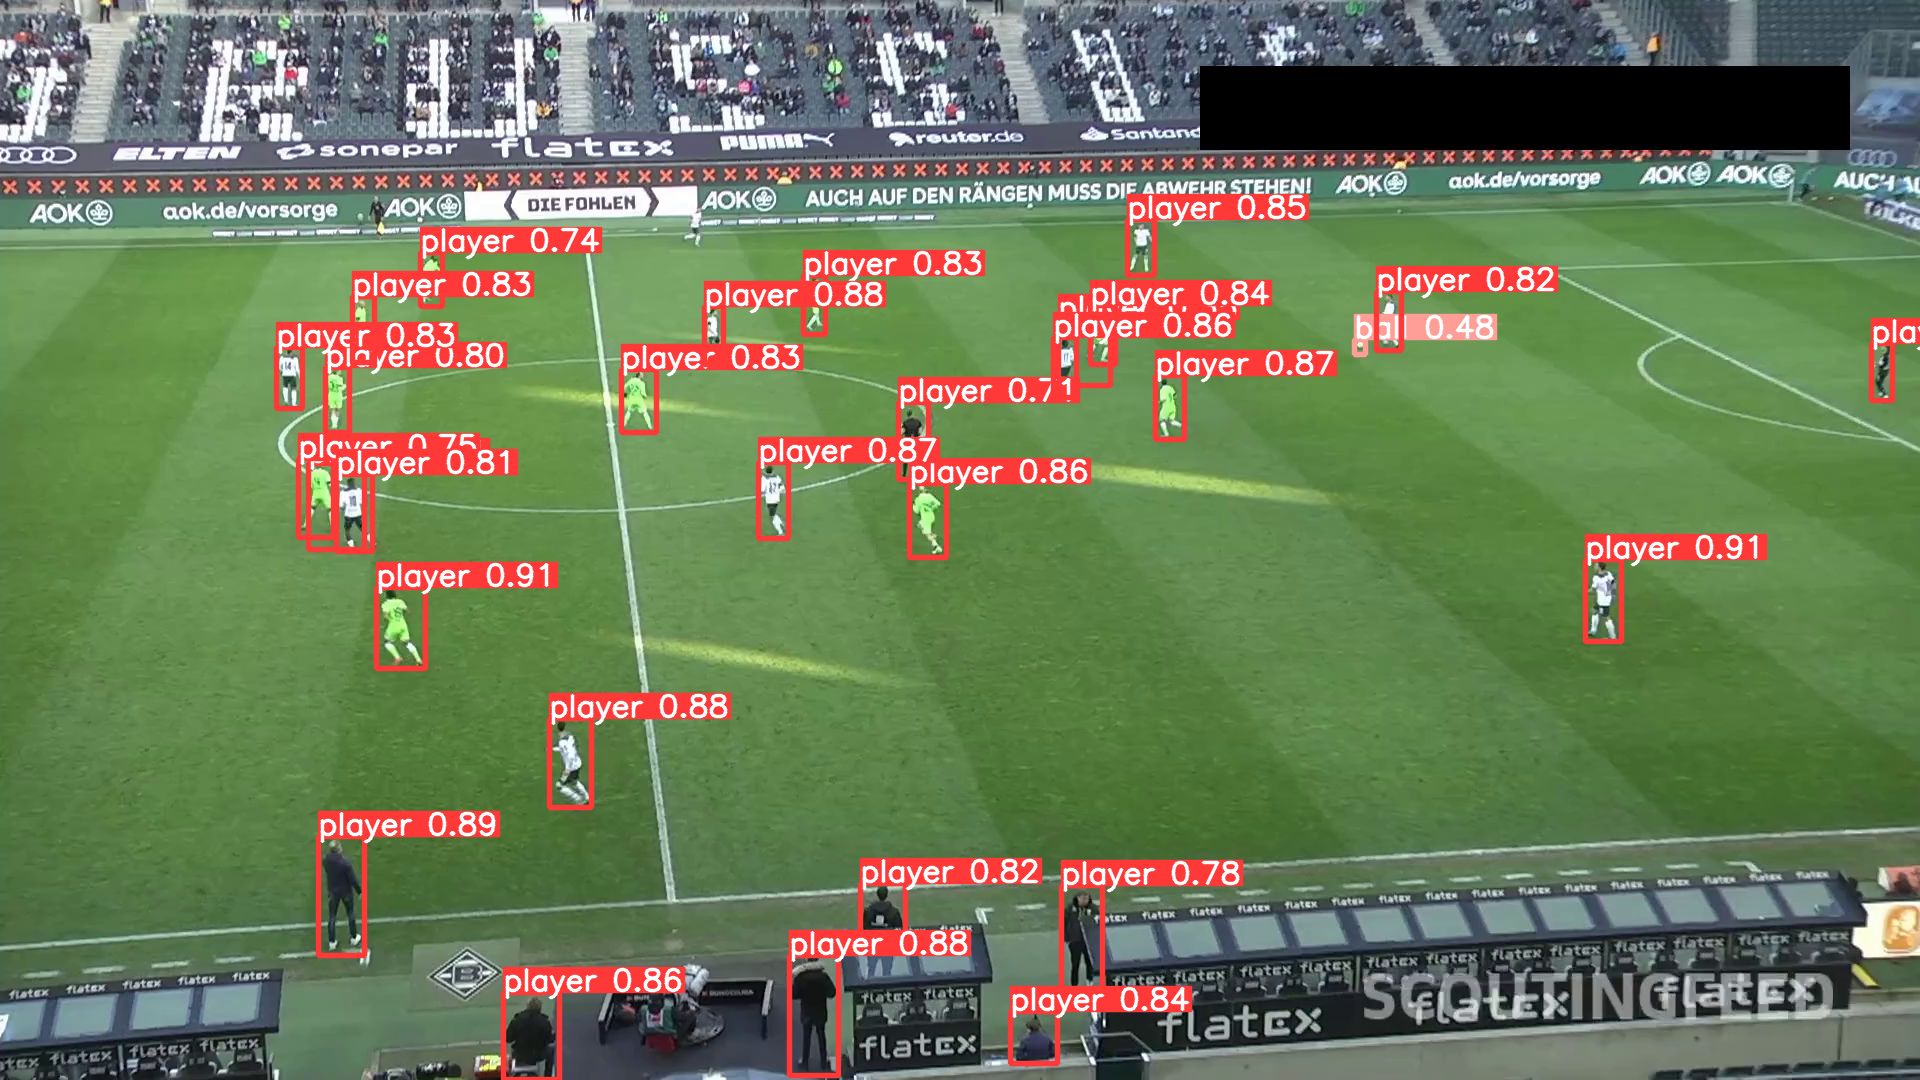 ELTEN sonepar flatex PUMA reuter.de Santand
AOK aok.de/vorsorge AOK DIE FOHLEN AOK AUCH AUF DEN RÄNGEN MUSS DIE ABWEHR STEHEN! AOK aok.de/vorsorge AOK AOK AUCH A
player 0.85
player 0.74
player 0.83
player 0.83
player 0.82
player 0.88
player 0.84
player 0.86
ball 0.48
play
player 0.83
player 0.80
player 0.83
player 0.87
player 0.71
player 0.75
player 0.81
player 0.87
player 0.86
player 0.91
player 0.91
player 0.88
player 0.89
player 0.82
player 0.78
player 0.88
player 0.86
player 0.84
flatex flatex flatex flatex flatex flatex flatex flatex flatex
flatex flatex flatex
flatex flatex
flatex flatex
flatex flatex flatex flatex
BUNDESLIGA
SCOUTINGFEED